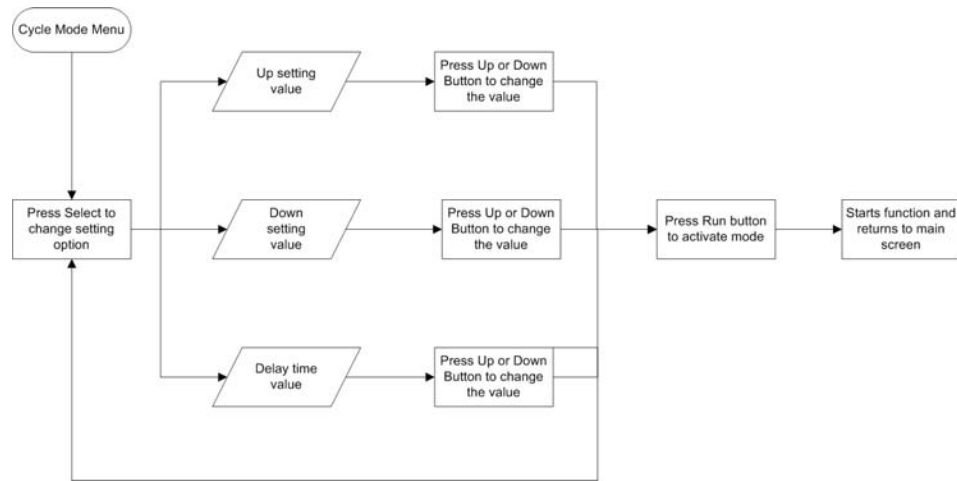 Cycle Mode Menu
Up setting
value
Press Up or Down
Button to change
the value
Press Select to
change setting
option
Down
setting
value
Press Up or Down
Button to change
the value
Press Run button
to activate mode
Starts function and
returns to main
screen
Delay time
value
Press Up or Down
Button to change
the value